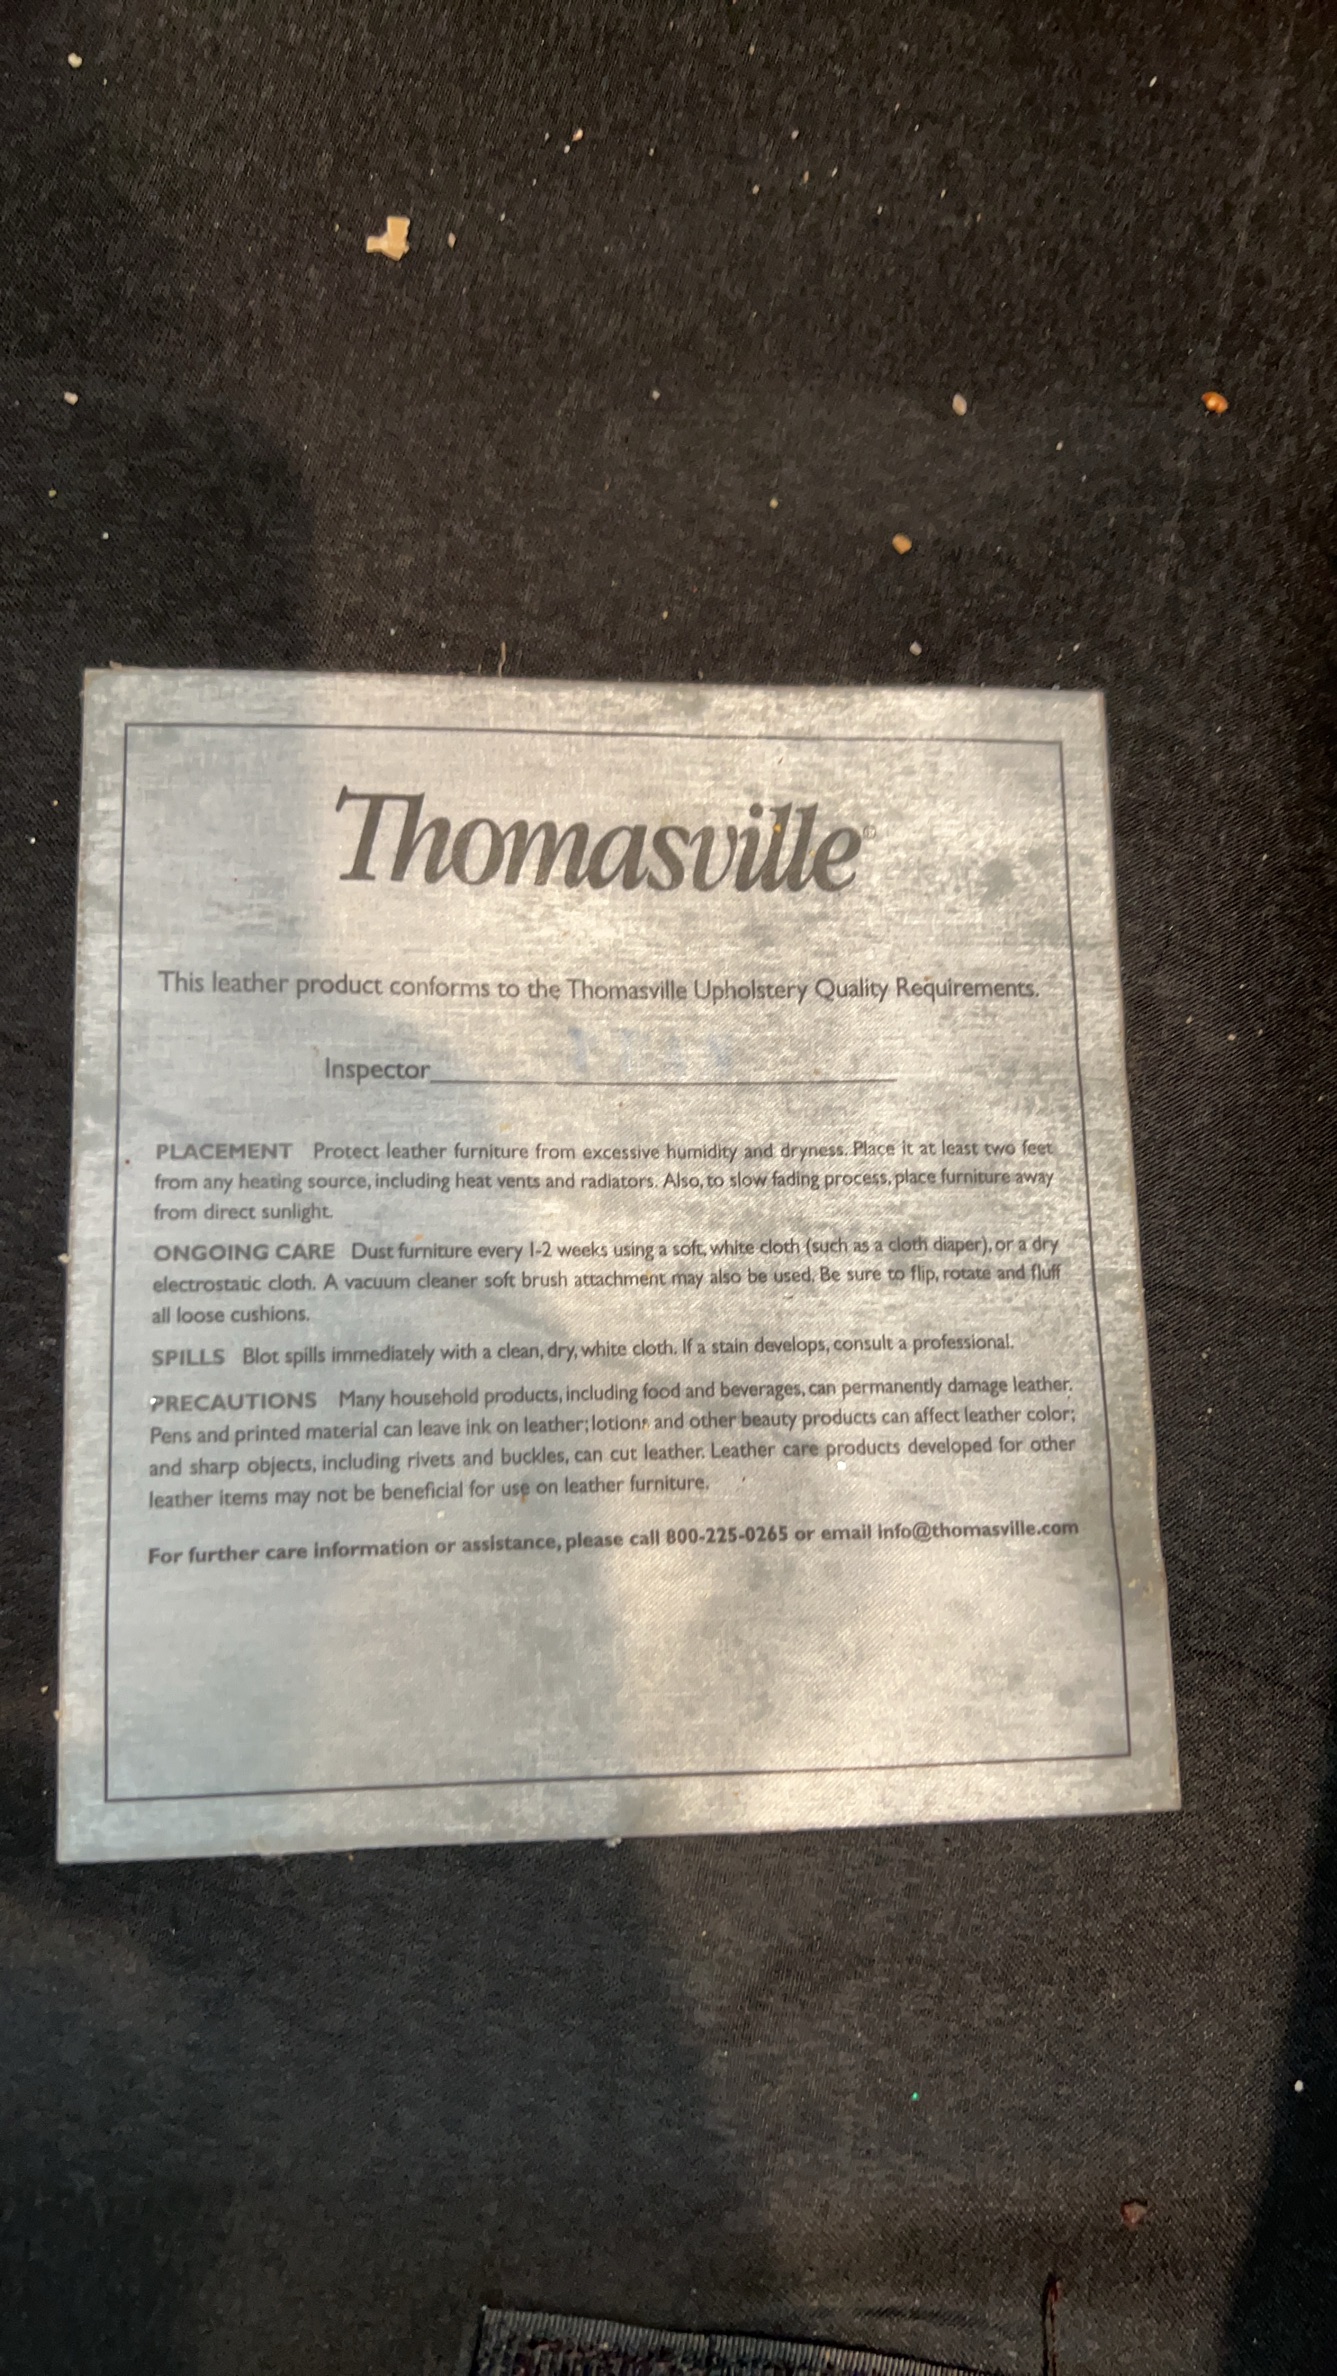 Thomasville®
This leather product conforms to the Thomasville Upholstery Quality Requirements.
Inspector
PLACEMENT Protect leather furniture from excessive humidity and dryness. Place it at least two feet
from any heating source, including heat vents and radiators. Also, to slow fading process, place furniture away
from direct sunlight.
ONGOING CARE Dust furniture every 1-2 weeks using a soft, white cloth (such as a cloth diaper), or a dry
electrostatic cloth. A vacuum cleaner soft brush attachment may also be used. Be sure to flip, rotate and fluff
all loose cushions.
SPILLS Blot spills immediately with a clean, dry, white cloth. If a stain develops, consult a professional.
PRECAUTIONS Many household products, including food and beverages, can permanently damage leather.
Pens and printed material can leave ink on leather; lotions and other beauty products can affect leather color;
and sharp objects, including rivets and buckles, can cut leather. Leather care products developed for other
leather items may not be beneficial for use on leather furniture.
For further care information or assistance, please call 800-225-0265 or email info@thomasville.com